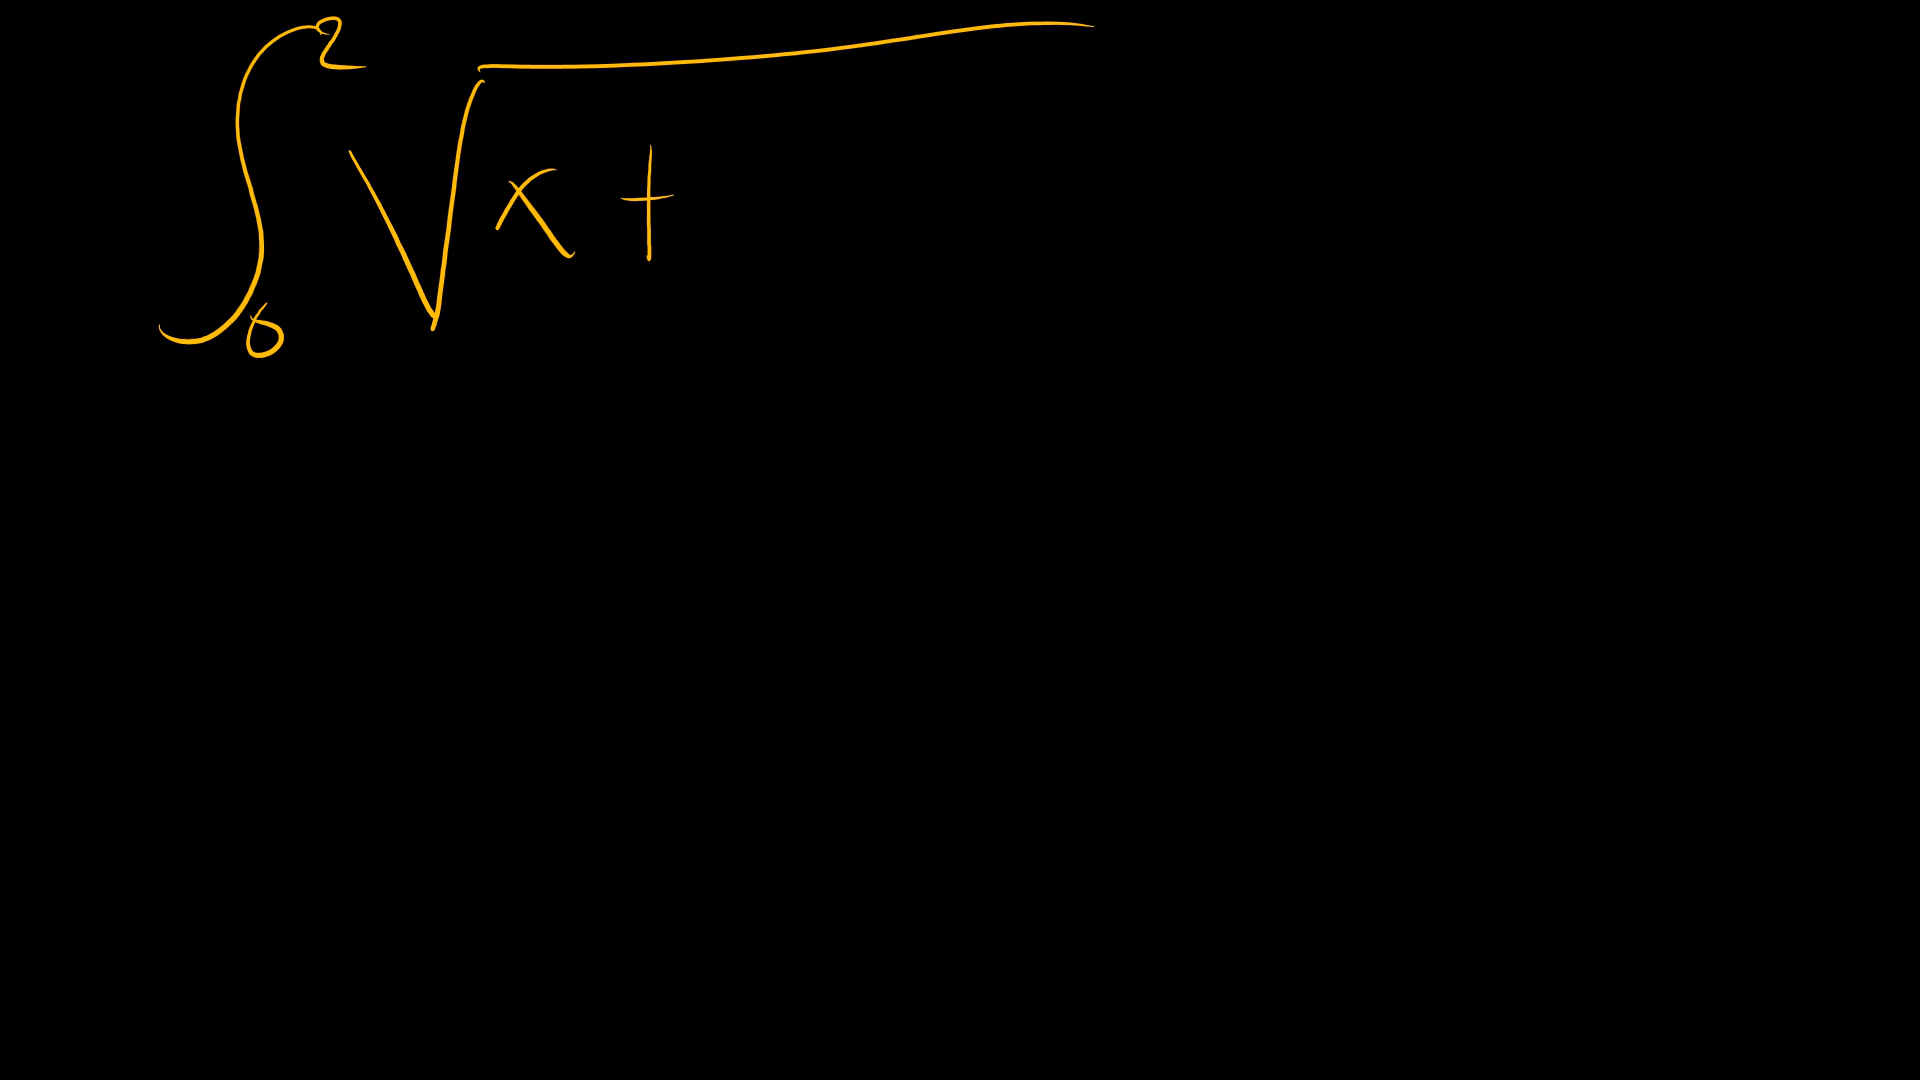 ∫₀² √(x +